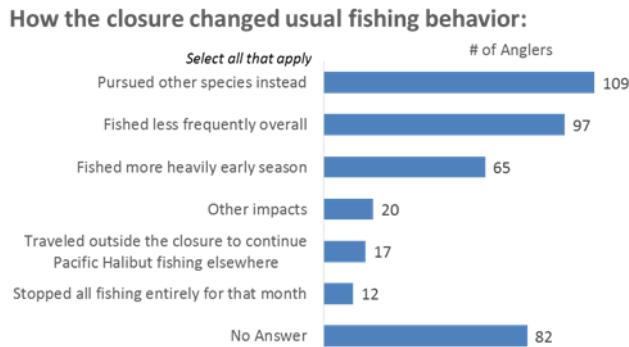 How the closure changed usual fishing behavior:
Select all that apply
# of Anglers
Pursued other species instead 109
Fished less frequently overall 97
Fished more heavily early season 65
Other impacts 20
Traveled outside the closure to continue
Pacific Halibut fishing elsewhere 17
Stopped all fishing entirely for that month 12
No Answer 82